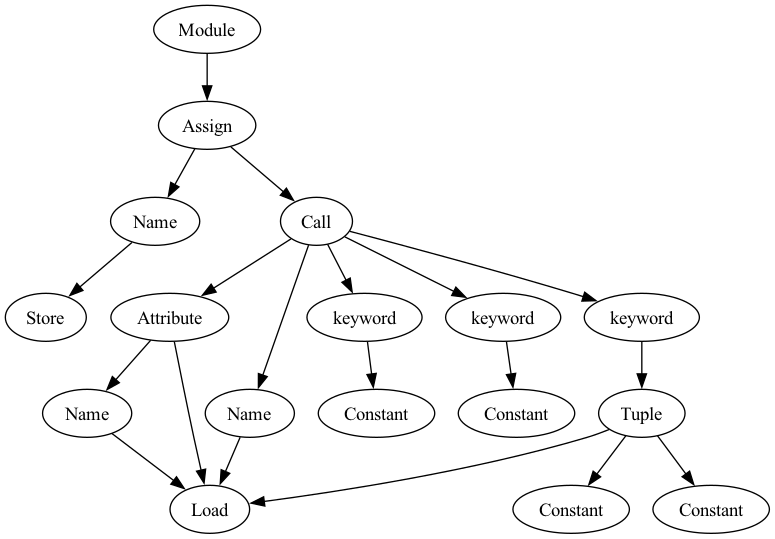 Module
Assign
Name
Call
Store
Attribute
keyword
keyword
keyword
Name
Name
Constant
Constant
Tuple
Load
Constant
Constant